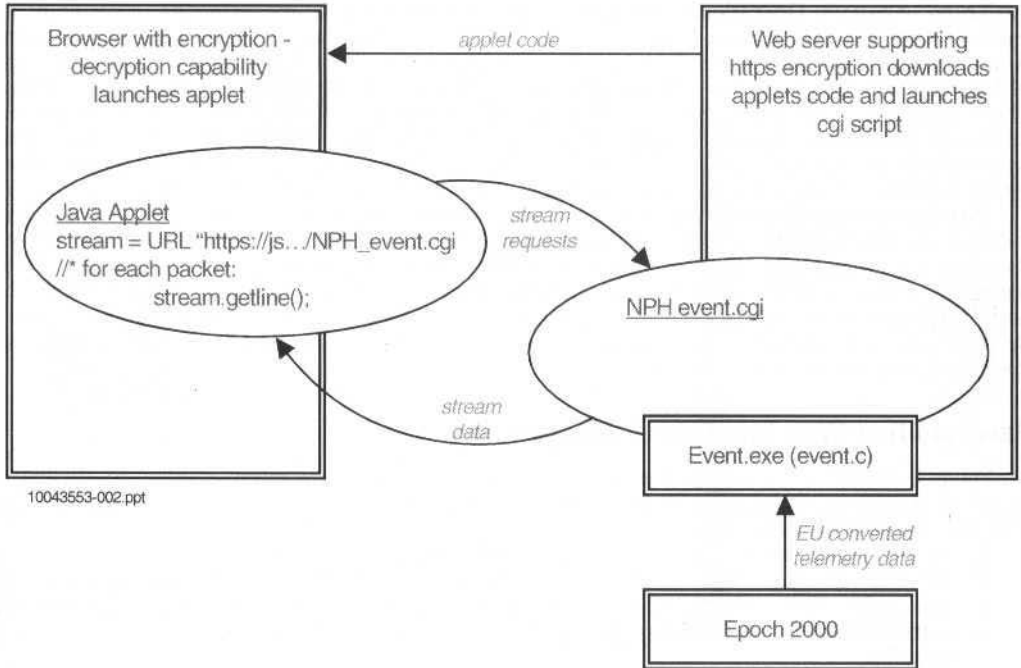 Browser with encryption -
decryption capability
launches applet
applet code
Web server supporting
https encryption downloads
applets code and launches
cgi script
Java Applet
stream = URL “https://js. . ./NPH_event.cgi
//* for each packet:
stream.getline();
stream
requests
NPH event.cgi
stream
data
Event.exe (event.c)
10043553-002.ppt
EU converted
telemetry data
Epoch 2000